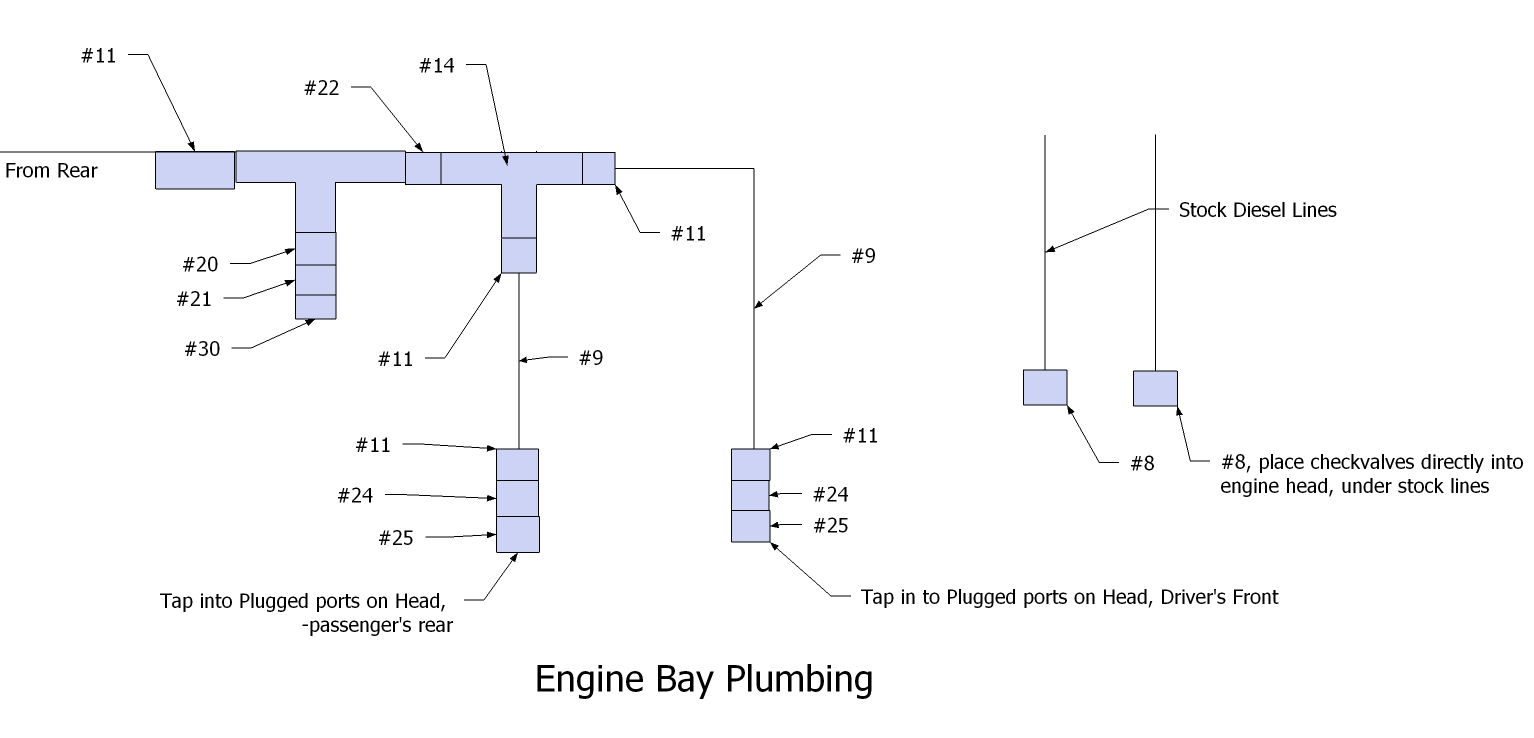 #11
#14
#22
From Rear
Stock Diesel Lines
#11
#9
#20
#21
#30
#11
#9
#11
#11
#8
#8, place checkvalves directly into
engine head, under stock lines
#24
#24
#25
#25
Tap into Plugged ports on Head,
-passenger's rear
Tap in to Plugged ports on Head, Driver's Front
Engine Bay Plumbing